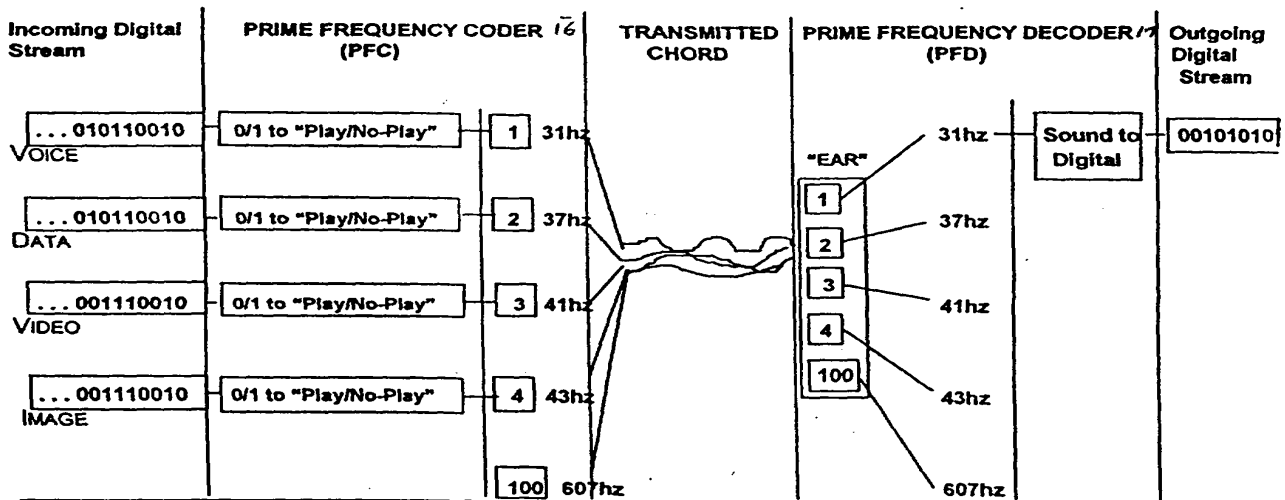 Incoming Digital Stream
PRIME FREQUENCY CODER 16
(PFC)
TRANSMITTED
CHORD
PRIME FREQUENCY DECODER 17
(PFD)
Outgoing
Digital
Stream
...010110010
VOICE
0/1 to "Play/No-Play"
1 31hz
...010110010
DATA
0/1 to "Play/No-Play"
2 37hz
...001110010
VIDEO
0/1 to "Play/No-Play"
3 41hz
...001110010
IMAGE
0/1 to "Play/No-Play"
4 43hz
100 607hz
"EAR"
1
2
3
4
100
31hz
37hz
41hz
43hz
607hz
Sound to
Digital
00101010